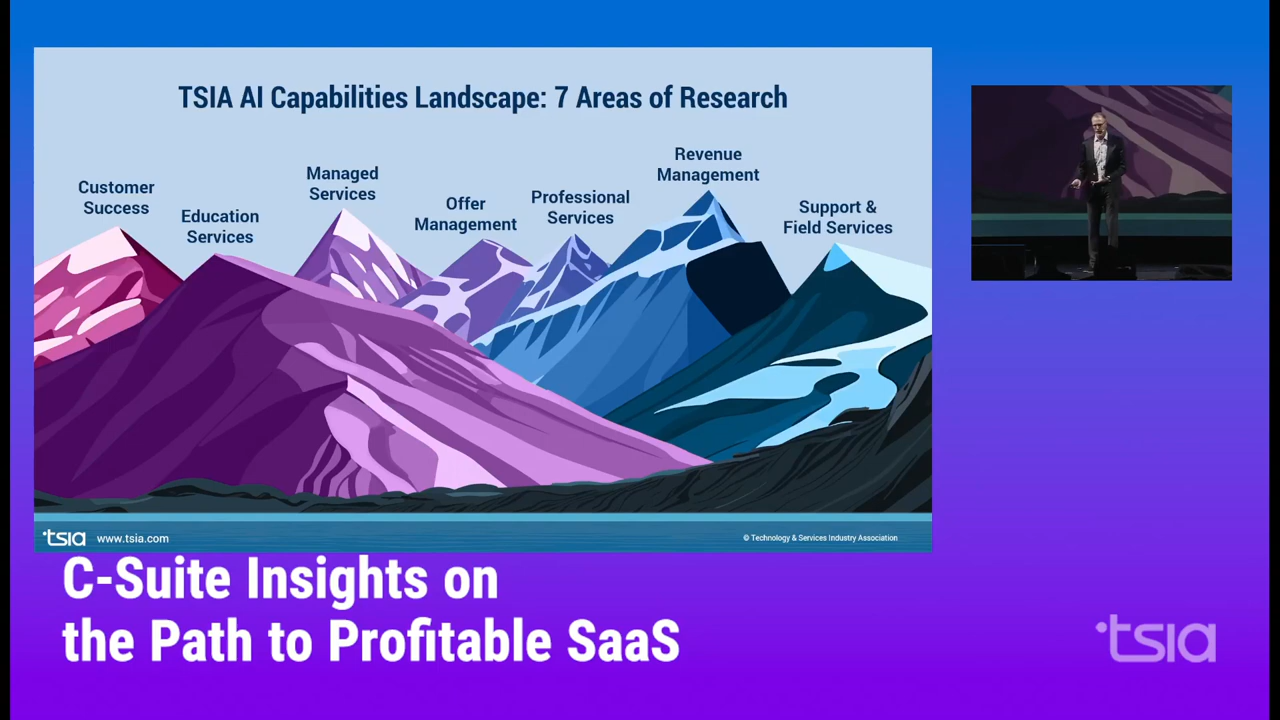 TSIA AI Capabilities Landscape: 7 Areas of Research
Customer
Success
Education
Services
Managed
Services
Offer
Management
Professional
Services
Revenue
Management
Support &
Field Services
tsia www.tsia.com
© Technology & Services Industry Association
C-Suite Insights on
the Path to Profitable SaaS
tsia